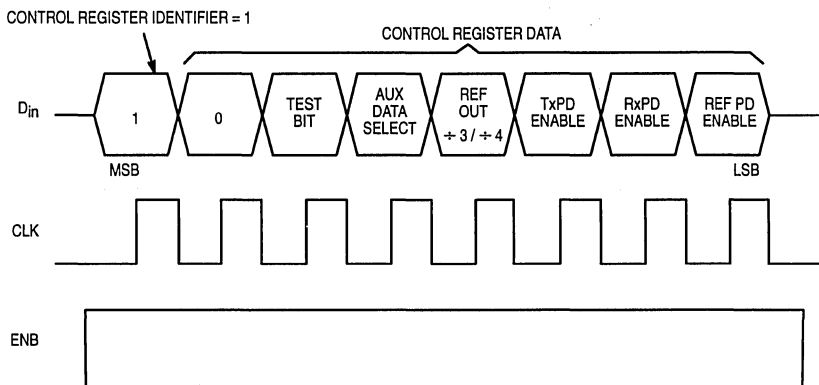 CONTROL REGISTER IDENTIFIER = 1
CONTROL REGISTER DATA
Din
1
0
TEST
BIT
AUX
DATA
SELECT
REF
OUT
÷ 3 / ÷ 4
TxPD
ENABLE
RxPD
ENABLE
REF PD
ENABLE
MSB
LSB
CLK
ENB